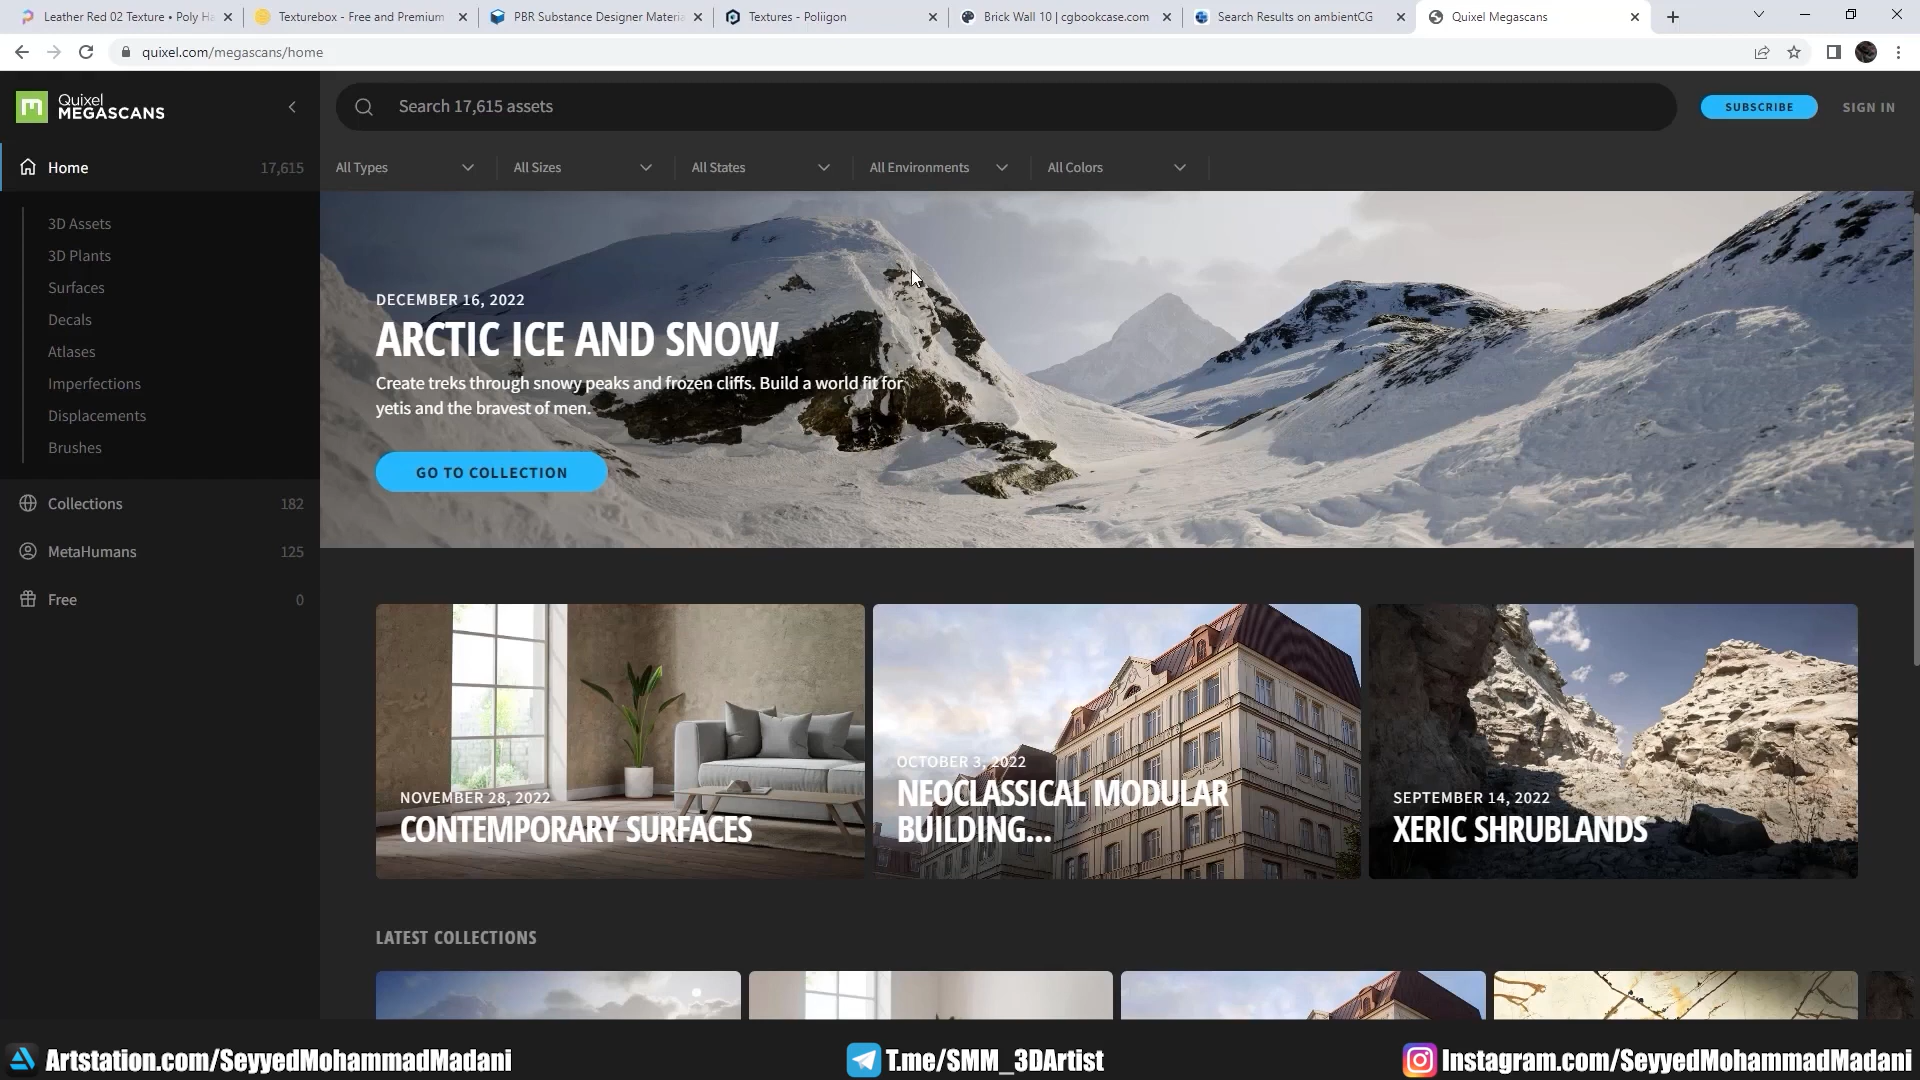 Leather Red 02 Texture • Poly Ha
Texturebox - Free and Premium
PBR Substance Designer Materia
Textures - Poliigon
Brick Wall 10 | cgbookcase.com
Search Results on ambientCG
Quixel Megascans
quixel.com/megascans/home
Quixel
MEGASCANS
Search 17,615 assets
SUBSCRIBE
SIGN IN
Home 17,615
All Types
All Sizes
All States
All Environments
All Colors
3D Assets
3D Plants
Surfaces
Decals
Atlases
Imperfections
Displacements
Brushes
Collections 182
MetaHumans 125
Free 0
DECEMBER 16, 2022
ARCTIC ICE AND SNOW
Create treks through snowy peaks and frozen cliffs. Build a world fit for
yetis and the bravest of men.
GO TO COLLECTION
NOVEMBER 28, 2022
CONTEMPORARY SURFACES
OCTOBER 3, 2022
NEOCLASSICAL MODULAR
BUILDING...
SEPTEMBER 14, 2022
XERIC SHRUBLANDS
LATEST COLLECTIONS
Artstation.com/SeyyedMohammadMadani
T.me/SMM_3DArtist
Instagram.com/SeyyedMohammadMadani